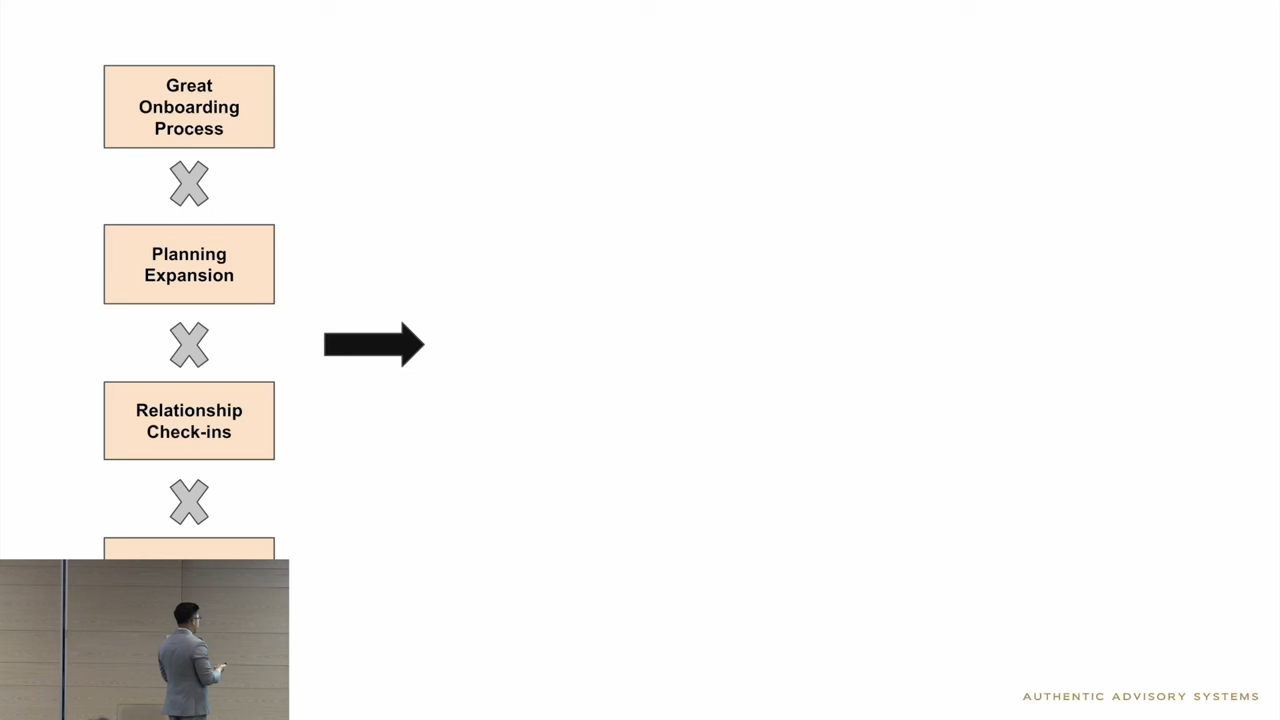 Great
Onboarding
Process
Planning
Expansion
Relationship
Check-ins
AUTHENTIC ADVISORY SYSTEMS